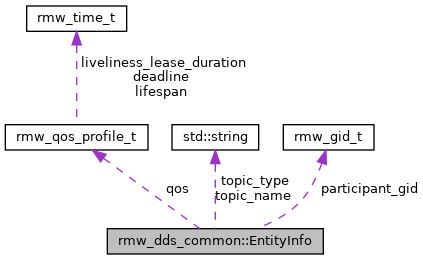 rmw_time_t
liveliness_lease_duration
deadline
lifespan
rmw_qos_profile_t
std::string
rmw_gid_t
qos
topic_type
topic_name
participant_gid
rmw_dds_common::EntityInfo